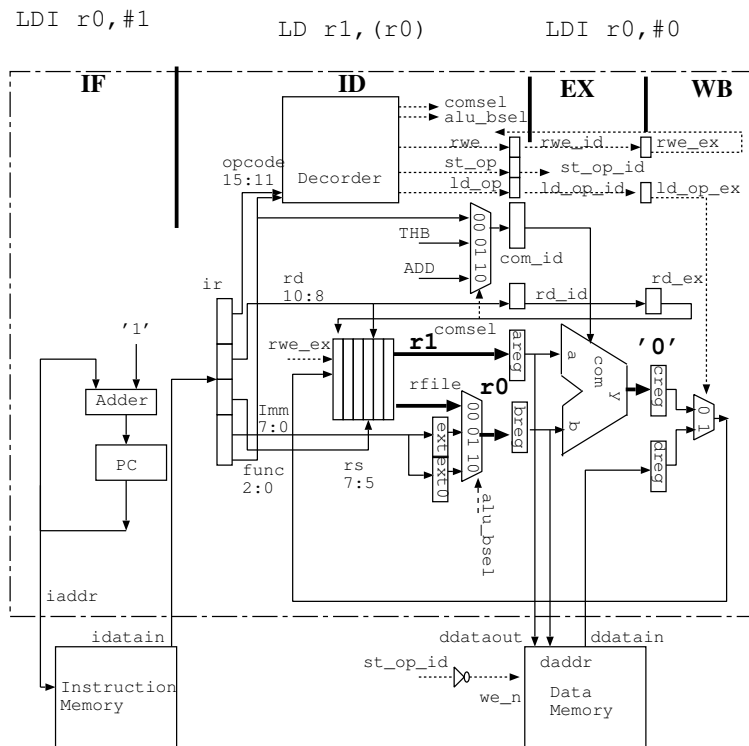 LDI r0,#1
LD r1,(r0)
LDI r0,#0
IF
ID
EX
WB
comsel
alu_bsel
rwe
rwe_id
rwe_ex
opcode
15:11
Decorder
st_op
st_op_id
ld_op
ld_op_id
ld_op_ex
THB
00 01 10
ADD
com_id
ir
rd
10:8
rd_id
rd_ex
comsel
'1'
rwe_ex
r1
areg
a
com
'0'
y
creg
Adder
rfile
r0
00 01 10
0 1
Imm
7:0
ext
breg
b
PC
func
2:0
rs
7:5
ext0
dreg
alu_bsel
iaddr
idatain
ddataout
ddatain
st_op_id
we_n
daddr
Instruction
Memory
Data
Memory